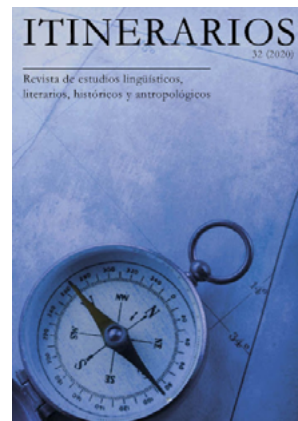 ITINERARIOS
32 (2020)
Revista de estudios lingüísticos,
literarios, históricos y antropológicos